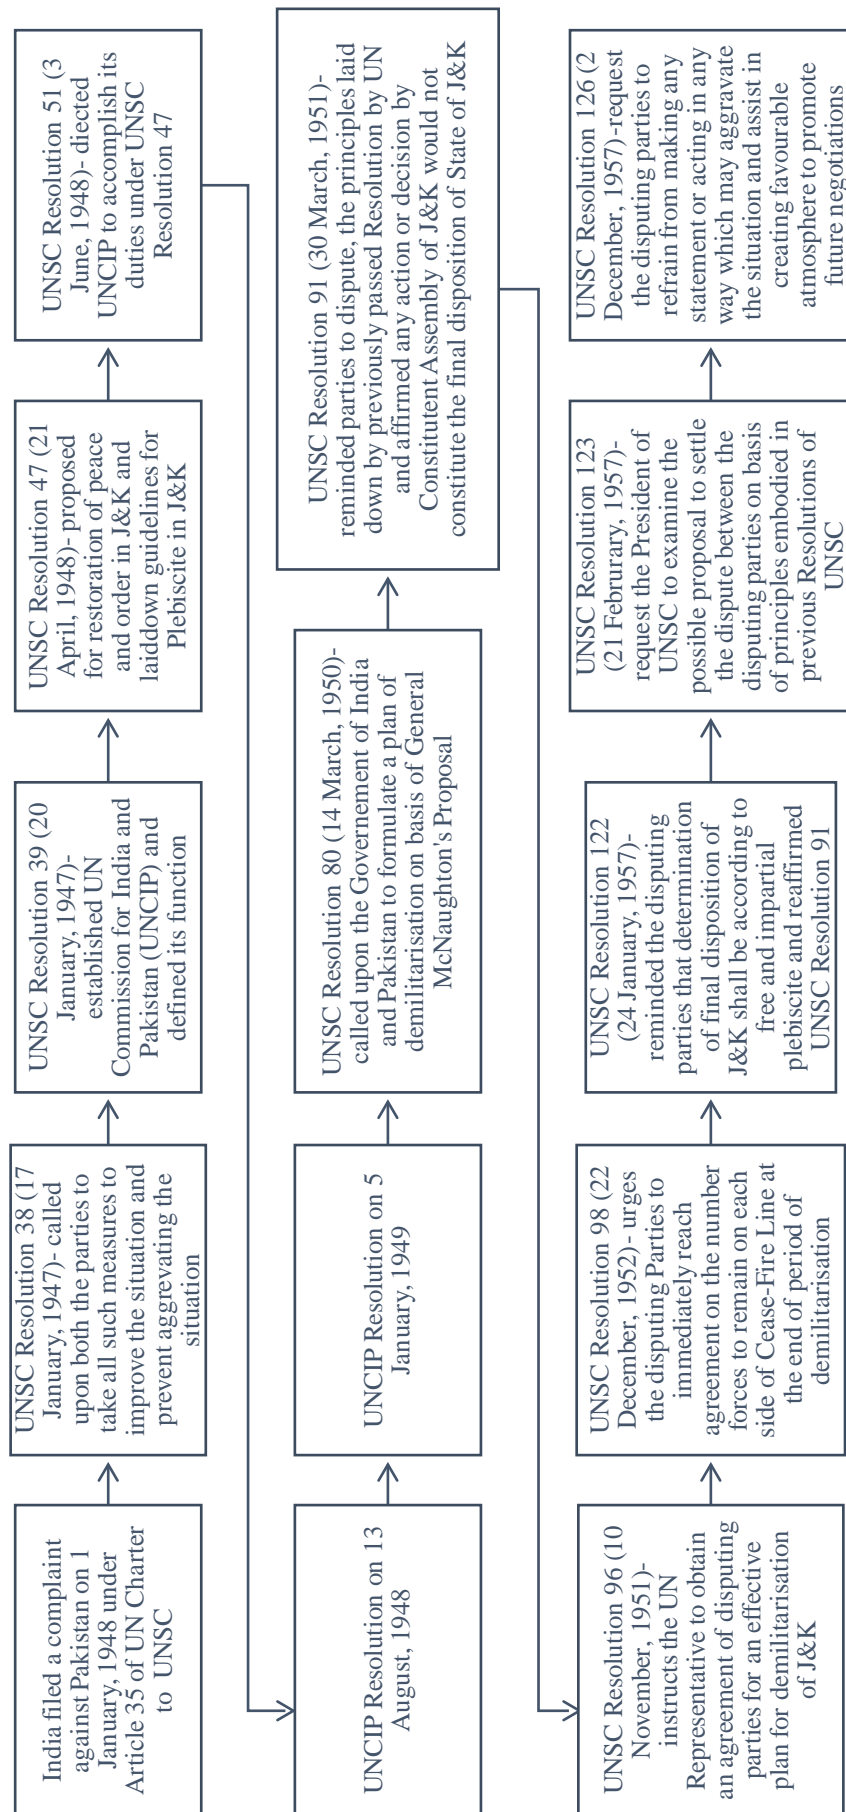 India filed a complaint
against Pakistan on 1
January, 1948 under
Article 35 of UN Charter
to UNSC
UNSC Resolution 38 (17
January, 1947)- called
upon both the parties to
take all such measures to
improve the situation and
prevent aggrevating the
situation
UNSC Resolution 39 (20
January, 1947)-
established UN
Commission for India and
Pakistan (UNCIP) and
defined its function
UNSC Resolution 47 (21
April, 1948)- proposed
for restoration of peace
and order in J&K and
laiddown guidelines for
Plebiscite in J&K
UNSC Resolution 51 (3
June, 1948)- diected
UNCIP to accomplish its
duties under UNSC
Resolution 47
UNCIP Resolution on 13
August, 1948
UNCIP Resolution on 5
January, 1949
UNSC Resolution 80 (14 March, 1950)-
called upon the Governement of India
and Pakistan to formulate a plan of
demilitarisation on basis of General
McNaughton's Proposal
UNSC Resolution 91 (30 March, 1951)-
reminded parties to dispute, the principles laid
down by previously passed Resolution by UN
and affirmed any action or decision by
Constitutent Assembly of J&K would not
constitute the final disposition of State of J&K
UNSC Resolution 96 (10
November, 1951)-
instructs the UN
Representative to obtain
an agreement of disputing
parties for an effective
plan for demilitarisation
of J&K
UNSC Resolution 98 (22
December, 1952)- urges
the disputing Parties to
immediately reach
agreement on the number
forces to remain on each
side of Cease-Fire Line at
the end of period of
demilitarisation
UNSC Resolution 122
(24 January, 1957)-
reminded the disputing
parties that determination
of final disposition of
J&K shall be according to
free and impartial
plebiscite and reaffirmed
UNSC Resolution 91
UNSC Resolution 123
(21 Februrary, 1957)-
request the President of
UNSC to examine the
possible proposal to settle
the dispute between the
disputing parties on basis
of principles embodied in
previous Resolutions of
UNSC
UNSC Resolution 126 (2
December, 1957)-request
the disputing parties to
refrain from making any
statement or acting in any
way which may aggravate
the situation and assist in
creating favourable
atmosphere to promote
future negotiations